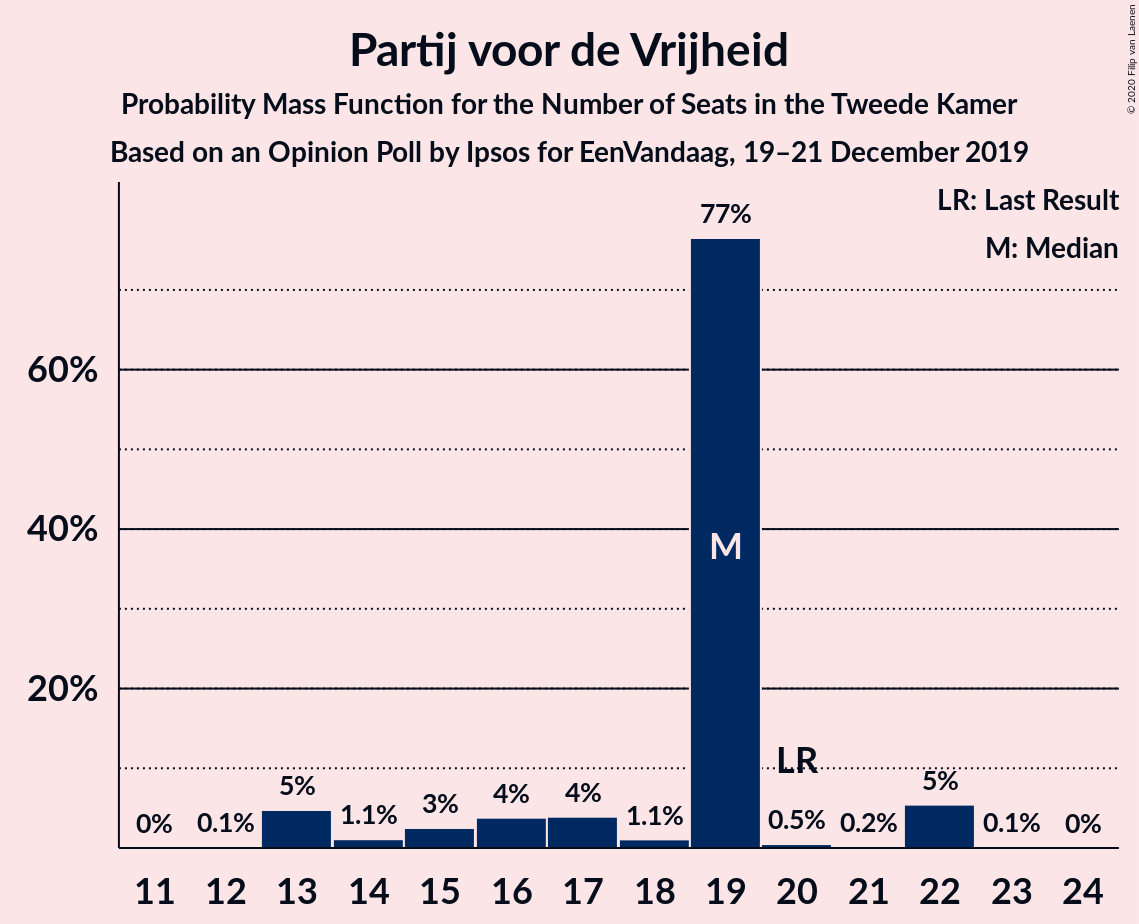 Partij voor de Vrijheid
Probability Mass Function for the Number of Seats in the Tweede Kamer
Based on an Opinion Poll by Ipsos for EenVandaag, 19–21 December 2019
© 2020 Filip van Laenen
LR: Last Result
M: Median
77%
60%
40%
M
20%
LR
5%
5%
4%
4%
3%
1.1%
1.1%
0.5%
0%
0.1%
0.2%
0.1%
0%
11 12 13 14 15 16 17 18 19 20 21 22 23 24